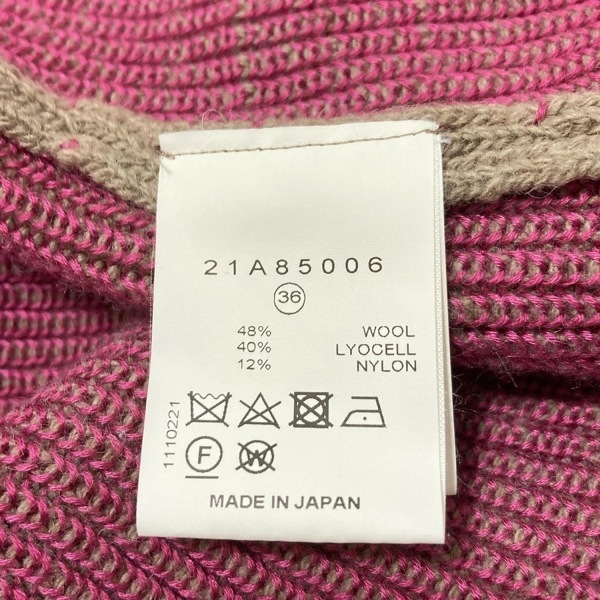 21A85006
36
48% WOOL
40% LYOCELL
12% NYLON
1110221
F W
MADE IN JAPAN